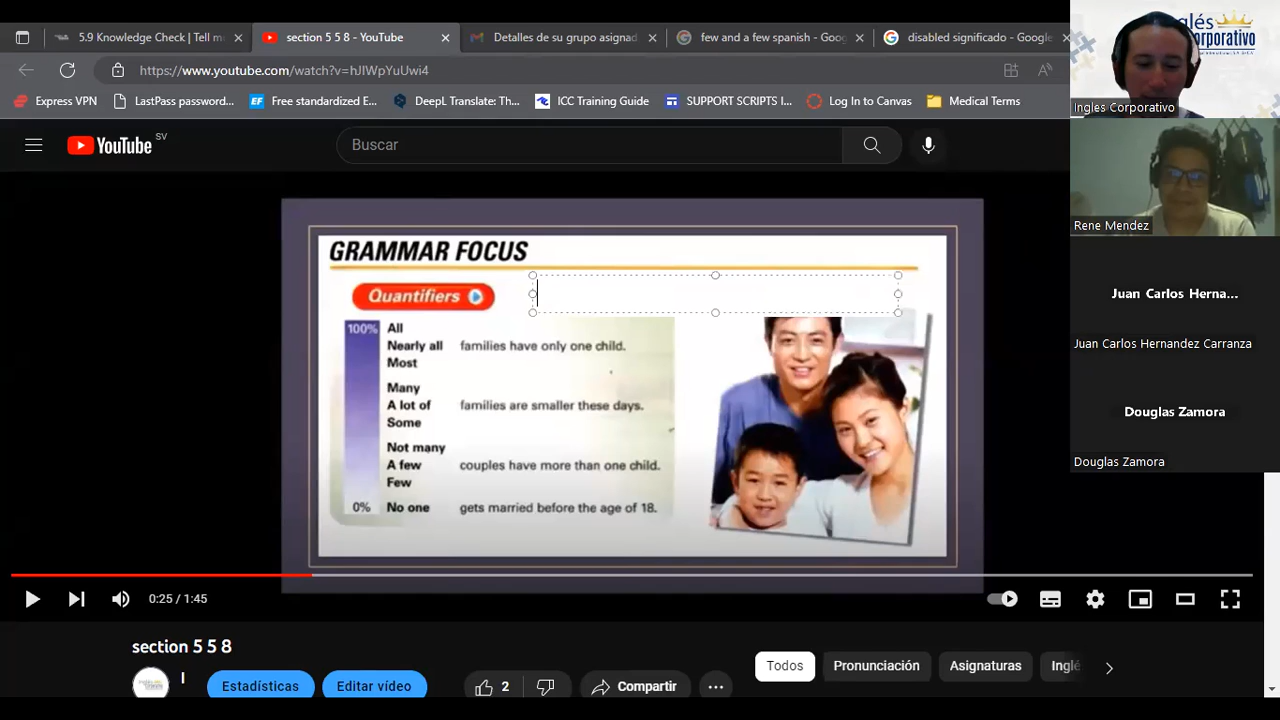 5.9 Knowledge Check | Tell m
section 5 5 8 - YouTube
Detalles de su grupo asignad
few and a few spanish - Goog
disabled significado - Google
https://www.youtube.com/watch?v=hJIWpYuUwi4
Express VPN
LastPass password...
EF
Free standardized E...
DeepL Translate: Th...
ICC Training Guide
SUPPORT SCRIPTS I...
Log In to Canvas
Medical Terms
YouTube SV
Buscar
GRAMMAR FOCUS
Quantifiers
100%
All
Nearly all families have only one child.
Most
Many
A lot of families are smaller these days.
Some
Not many
A few couples have more than one child.
Few
0% No one gets married before the age of 18.
0:25 / 1:45
section 5 5 8
Estadísticas
Editar vídeo
2
Compartir
Todos
Pronunciación
Asignaturas
Inglé
Inglés
Corporativo
Ingles Corporativo
Rene Mendez
Juan Carlos Herna...
Juan Carlos Hernandez Carranza
Douglas Zamora
Douglas Zamora